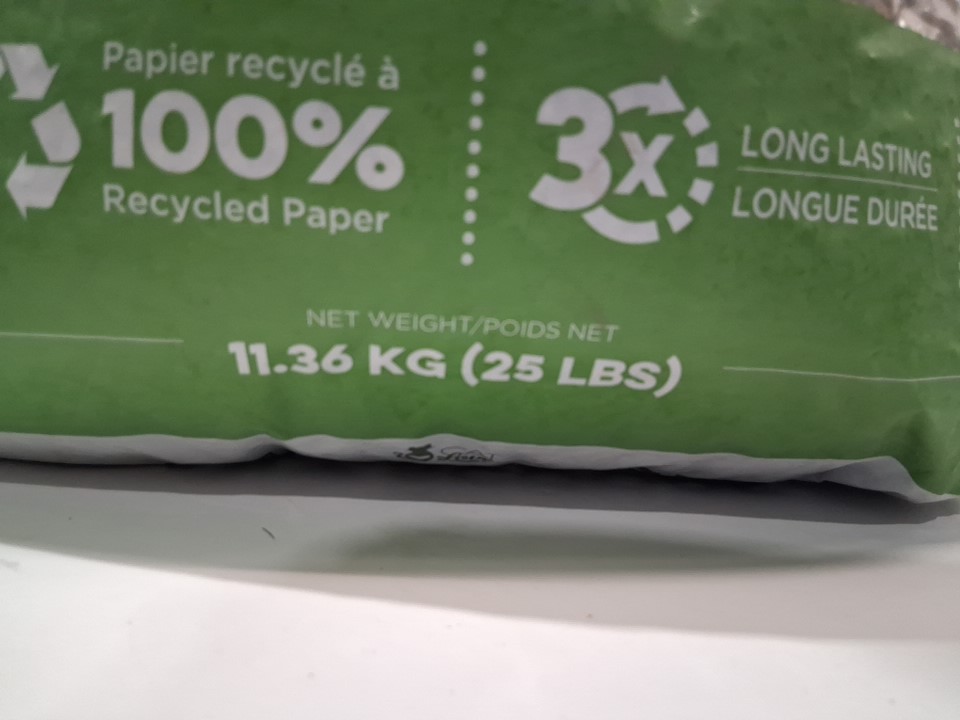 Papier recyclé à
100%
Recycled Paper
3x
LONG LASTING
LONGUE DURÉE
NET WEIGHT/POIDS NET
11.36 KG (25 LBS)